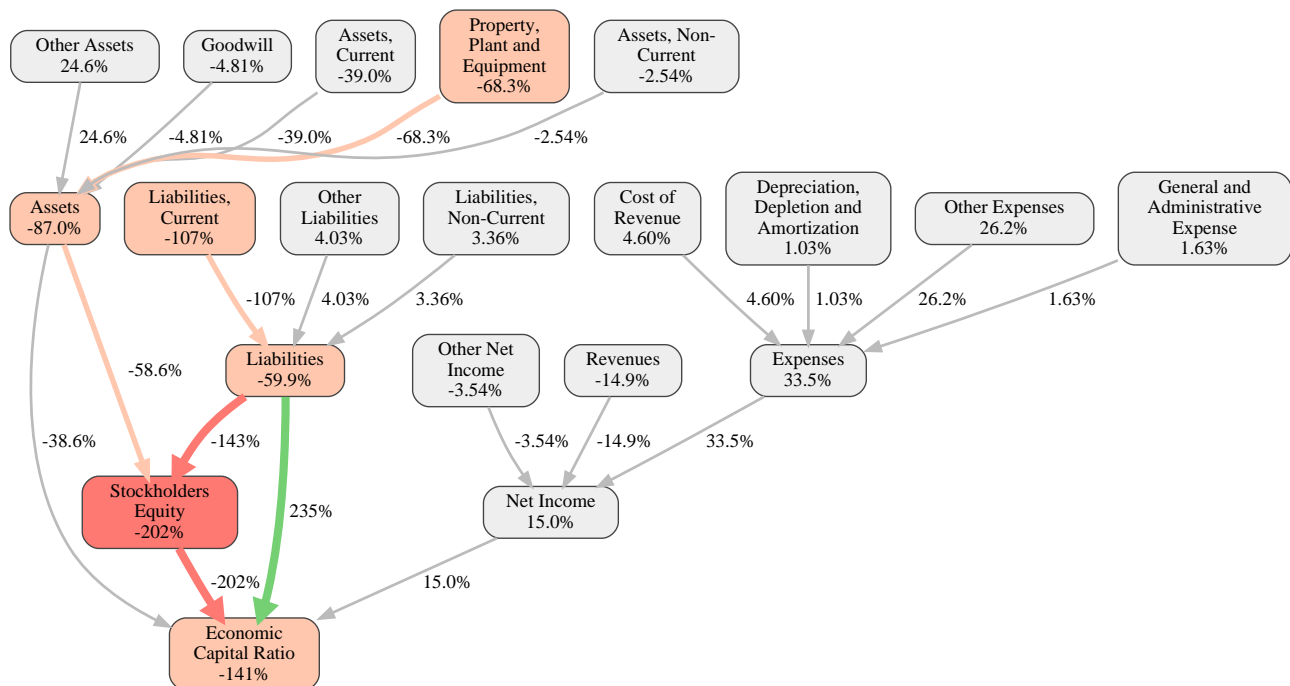 Other Assets
24.6%
Goodwill
-4.81%
Assets,
Current
-39.0%
Property,
Plant and
Equipment
-68.3%
Assets, Non-
Current
-2.54%
24.6%
-4.81%
-39.0%
-68.3%
-2.54%
Assets
-87.0%
Liabilities,
Current
-107%
Other
Liabilities
4.03%
Liabilities,
Non-Current
3.36%
Cost of
Revenue
4.60%
Depreciation,
Depletion and
Amortization
1.03%
Other Expenses
26.2%
General and
Administrative
Expense
1.63%
-107%
4.03%
3.36%
4.60%
1.03%
26.2%
1.63%
-58.6%
Liabilities
-59.9%
Other Net
Income
-3.54%
Revenues
-14.9%
Expenses
33.5%
-38.6%
-143%
-3.54%
-14.9%
33.5%
Stockholders
Equity
-202%
235%
Net Income
15.0%
-202%
15.0%
Economic
Capital Ratio
-141%